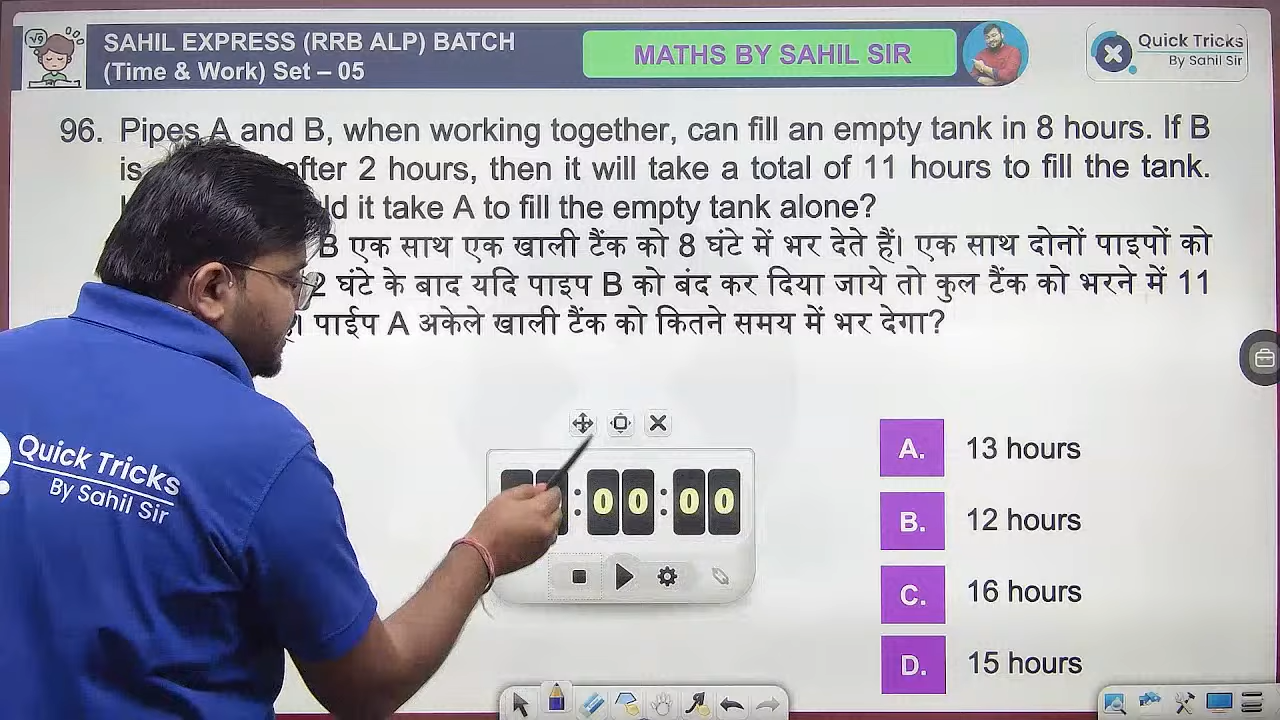 SAHIL EXPRESS (RRB ALP) BATCH
(Time & Work) Set – 05
MATHS BY SAHIL SIR
Quick Tricks
By Sahil Sir
96. Pipes A and B, when working together, can fill an empty tank in 8 hours. If B
is after 2 hours, then it will take a total of 11 hours to fill the tank.
it take A to fill the empty tank alone?
B एक साथ एक खाली टैंक को 8 घंटे में भर देते हैं। एक साथ दोनों पाइपों को
2 घंटे के बाद यदि पाइप B को बंद कर दिया जाये तो कुल टैंक को भरने में 11
पाईप A अकेले खाली टैंक को कितने समय में भर देगा?
: 00 : 00
A. 13 hours
B. 12 hours
C. 16 hours
D. 15 hours
Quick Tricks
By Sahil Sir